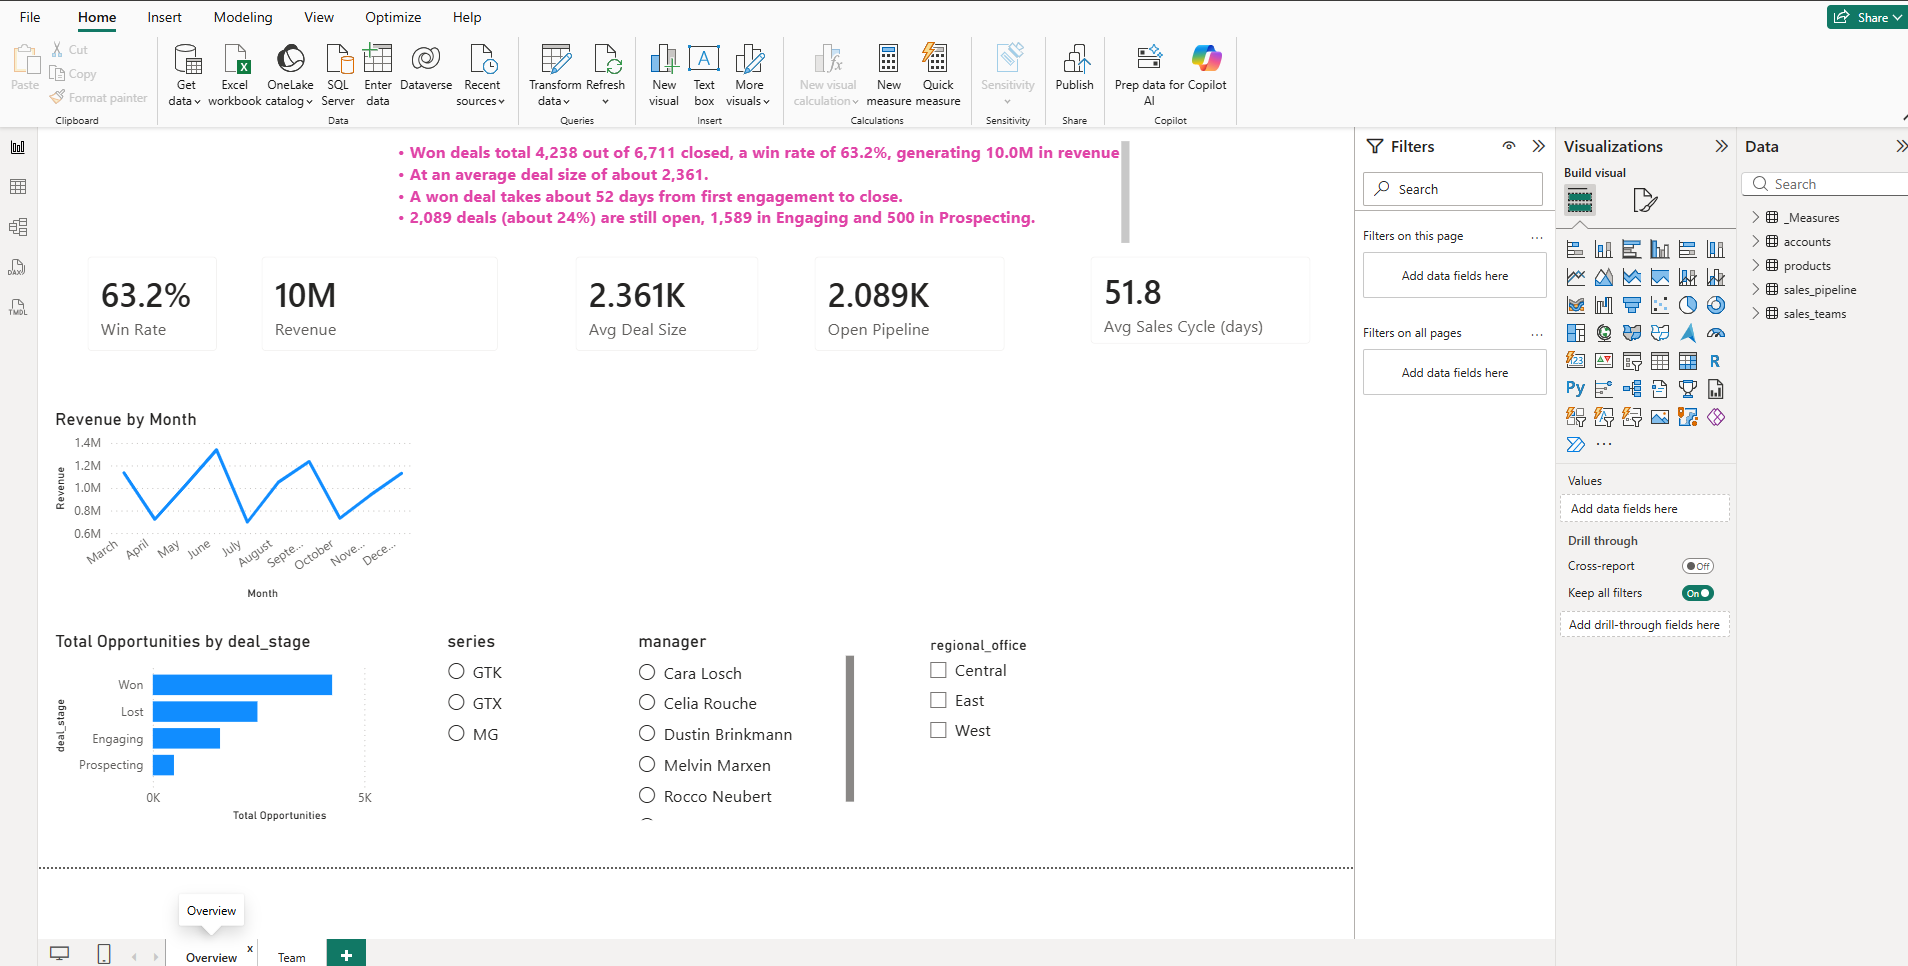 File Home Insert Modeling View Optimize Help Share
Paste Cut Copy Format painter
Get data Excel workbook OneLake catalog SQL Server Enter data Dataverse Recent sources
Transform data Refresh
New visual Text box More visuals
New visual calculation New measure Quick measure
Sensitivity
Publish
Prep data for AI Copilot
Clipboard Data Queries Insert Calculations Sensitivity Share Copilot
• Won deals total 4,238 out of 6,711 closed, a win rate of 63.2%, generating 10.0M in revenue
• At an average deal size of about 2,361.
• A won deal takes about 52 days from first engagement to close.
• 2,089 deals (about 24%) are still open, 1,589 in Engaging and 500 in Prospecting.
63.2%
Win Rate
10M
Revenue
2.361K
Avg Deal Size
2.089K
Open Pipeline
51.8
Avg Sales Cycle (days)
Revenue by Month
Revenue
1.4M
1.2M
1.0M
0.8M
0.6M
March April May June July August Septe... October Nove... Dece...
Month
Total Opportunities by deal_stage
deal_stage
Won
Lost
Engaging
Prospecting
0K 5K
Total Opportunities
series
GTK
GTX
MG
manager
Cara Losch
Celia Rouche
Dustin Brinkmann
Melvin Marxen
Rocco Neubert
regional_office
Central
East
West
Overview
Overview x Team +
Filters
Search
Filters on this page ...
Add data fields here
Filters on all pages ...
Add data fields here
Visualizations
Build visual
123
R
Py
...
Values
Add data fields here
Drill through
Cross-report Off
Keep all filters On
Add drill-through fields here
Data
Search
_Measures
accounts
products
sales_pipeline
sales_teams
DAX
TMDL